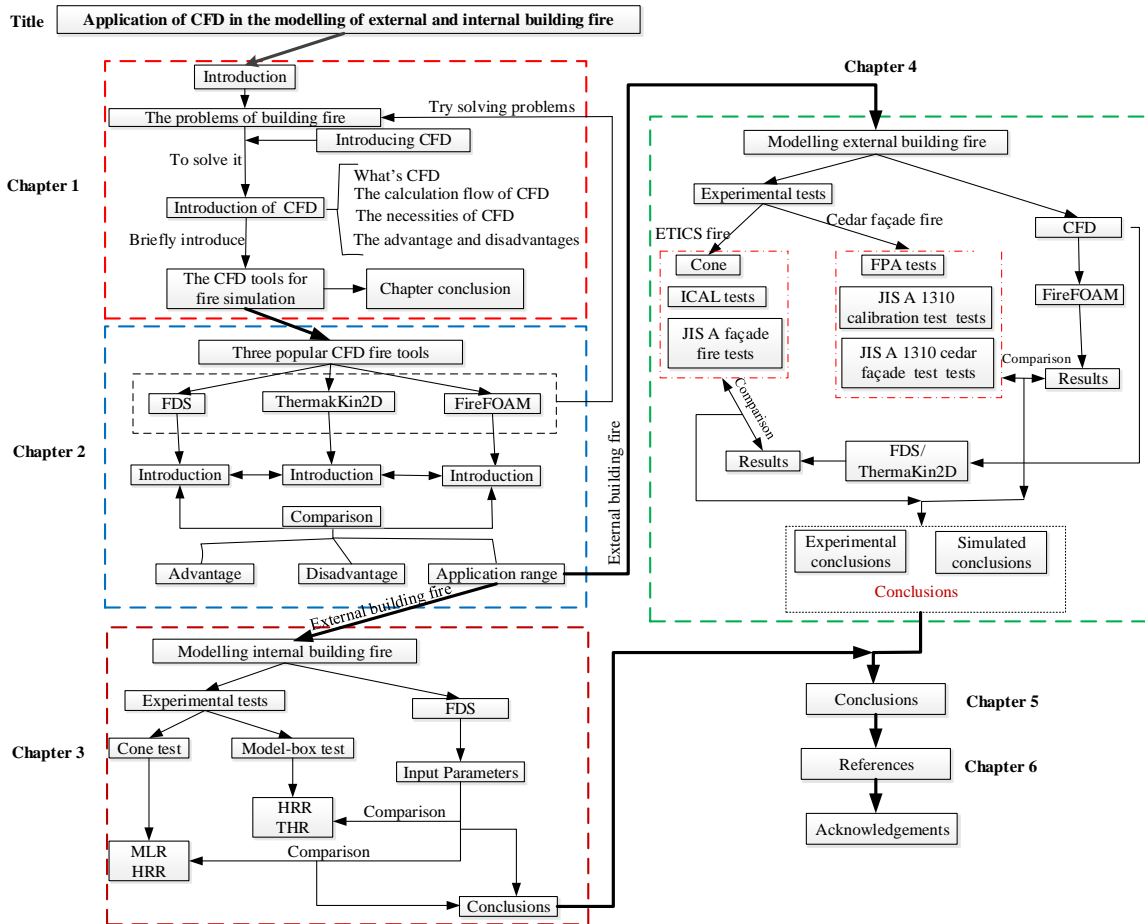 Title
Application of CFD in the modelling of external and internal building fire
Chapter 1
Introduction
The problems of building fire
Try solving problems
Introducing CFD
To solve it
Introduction of CFD
What's CFD
The calculation flow of CFD
The necessities of CFD
The advantage and disadvantages
Briefly introduce
The CFD tools for
fire simulation
Chapter conclusion
Chapter 2
Three popular CFD fire tools
FDS
ThermakKin2D
FireFOAM
Introduction
Introduction
Introduction
Comparison
Advantage
Disadvantage
Application range
External building fire
External building fire
Chapter 3
Modelling internal building fire
Experimental tests
FDS
Cone test
Model-box test
Input Parameters
HRR
THR
Comparison
MLR
HRR
Comparison
Conclusions
Chapter 4
Modelling external building fire
Experimental tests
ETICS fire
Cedar façade fire
CFD
Cone
ICAL tests
JIS A façade
fire tests
FPA tests
JIS A 1310
calibration test tests
JIS A 1310 cedar
façade test tests
FireFOAM
Comparison
Results
Comparison
Results
FDS/
ThermaKin2D
Experimental
conclusions
Simulated
conclusions
Conclusions
Conclusions
Chapter 5
References
Chapter 6
Acknowledgements